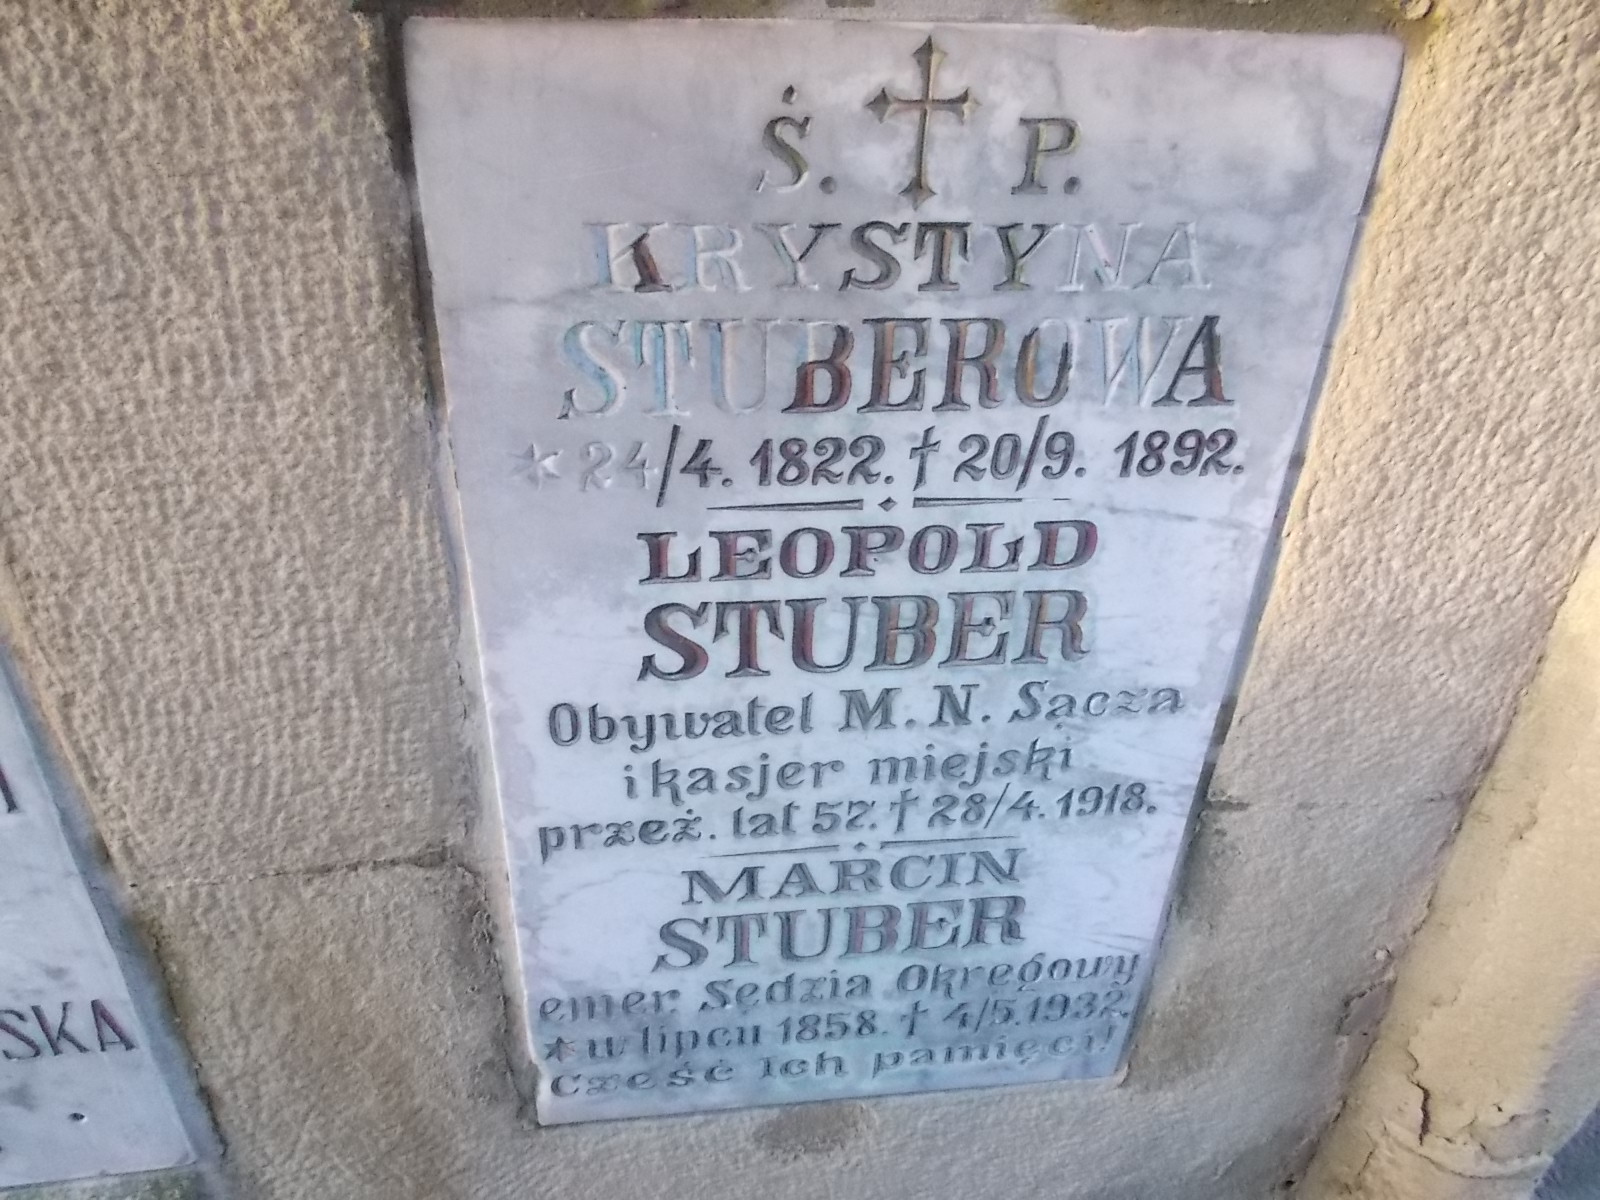 Ś. P.
KRYSTYNA
STUBEROWA
* 24/4. 1822. † 20/9. 1892.
LEOPOLD
STUBER
Obywatel M. N. Sącza
i kasjer miejski
przeż. lat 57. † 28/4. 1918.
MARCIN
STUBER
emer. Sędzia Okręgowy
* w lipcu 1858. † 4/5. 1932.
Cześć Ich pamięci!
SKA